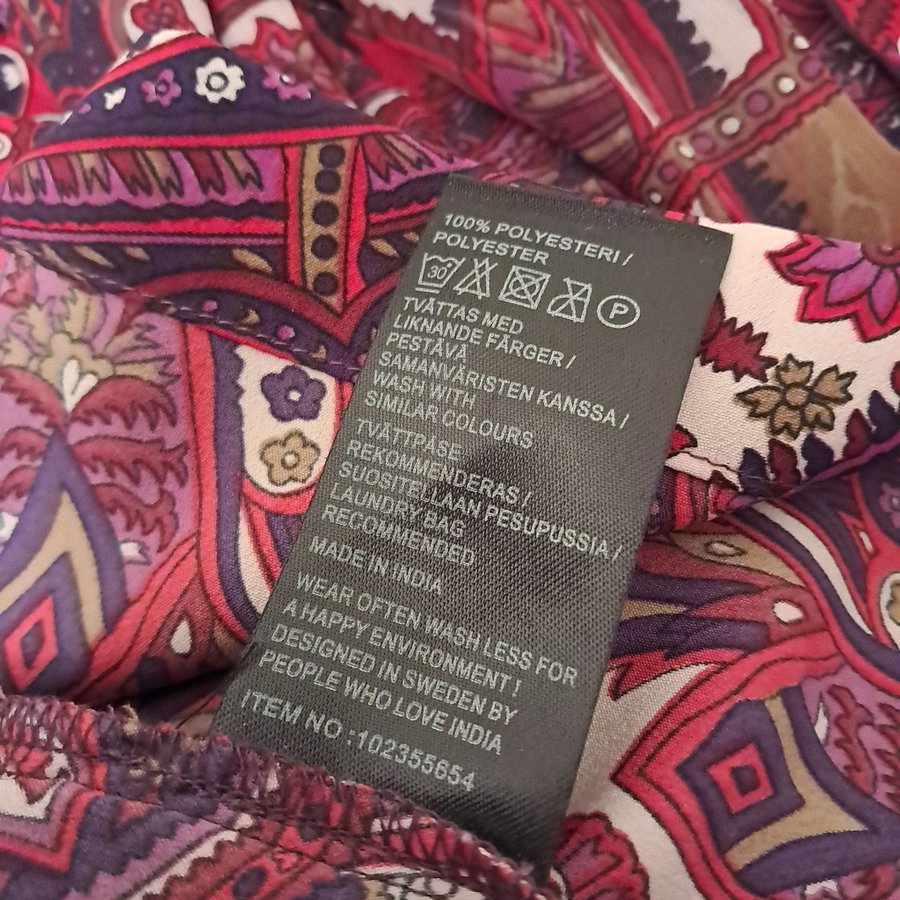 100% POLYESTERI /
POLYESTER
30° P
TVÄTTAS MED
LIKNANDE FÄRGER /
PESTÄVÄ
SAMANVÄRISTEN KANSSA /
WASH WITH
SIMILAR COLOURS
TVÄTTPÅSE
REKOMMENDERAS /
SUOSITELLAAN PESUPUSSIA /
LAUNDRY BAG
RECOMMENDED
MADE IN INDIA
WEAR OFTEN WASH LESS FOR
A HAPPY ENVIRONMENT !
DESIGNED IN SWEDEN BY
PEOPLE WHO LOVE INDIA
ITEM NO :102355654